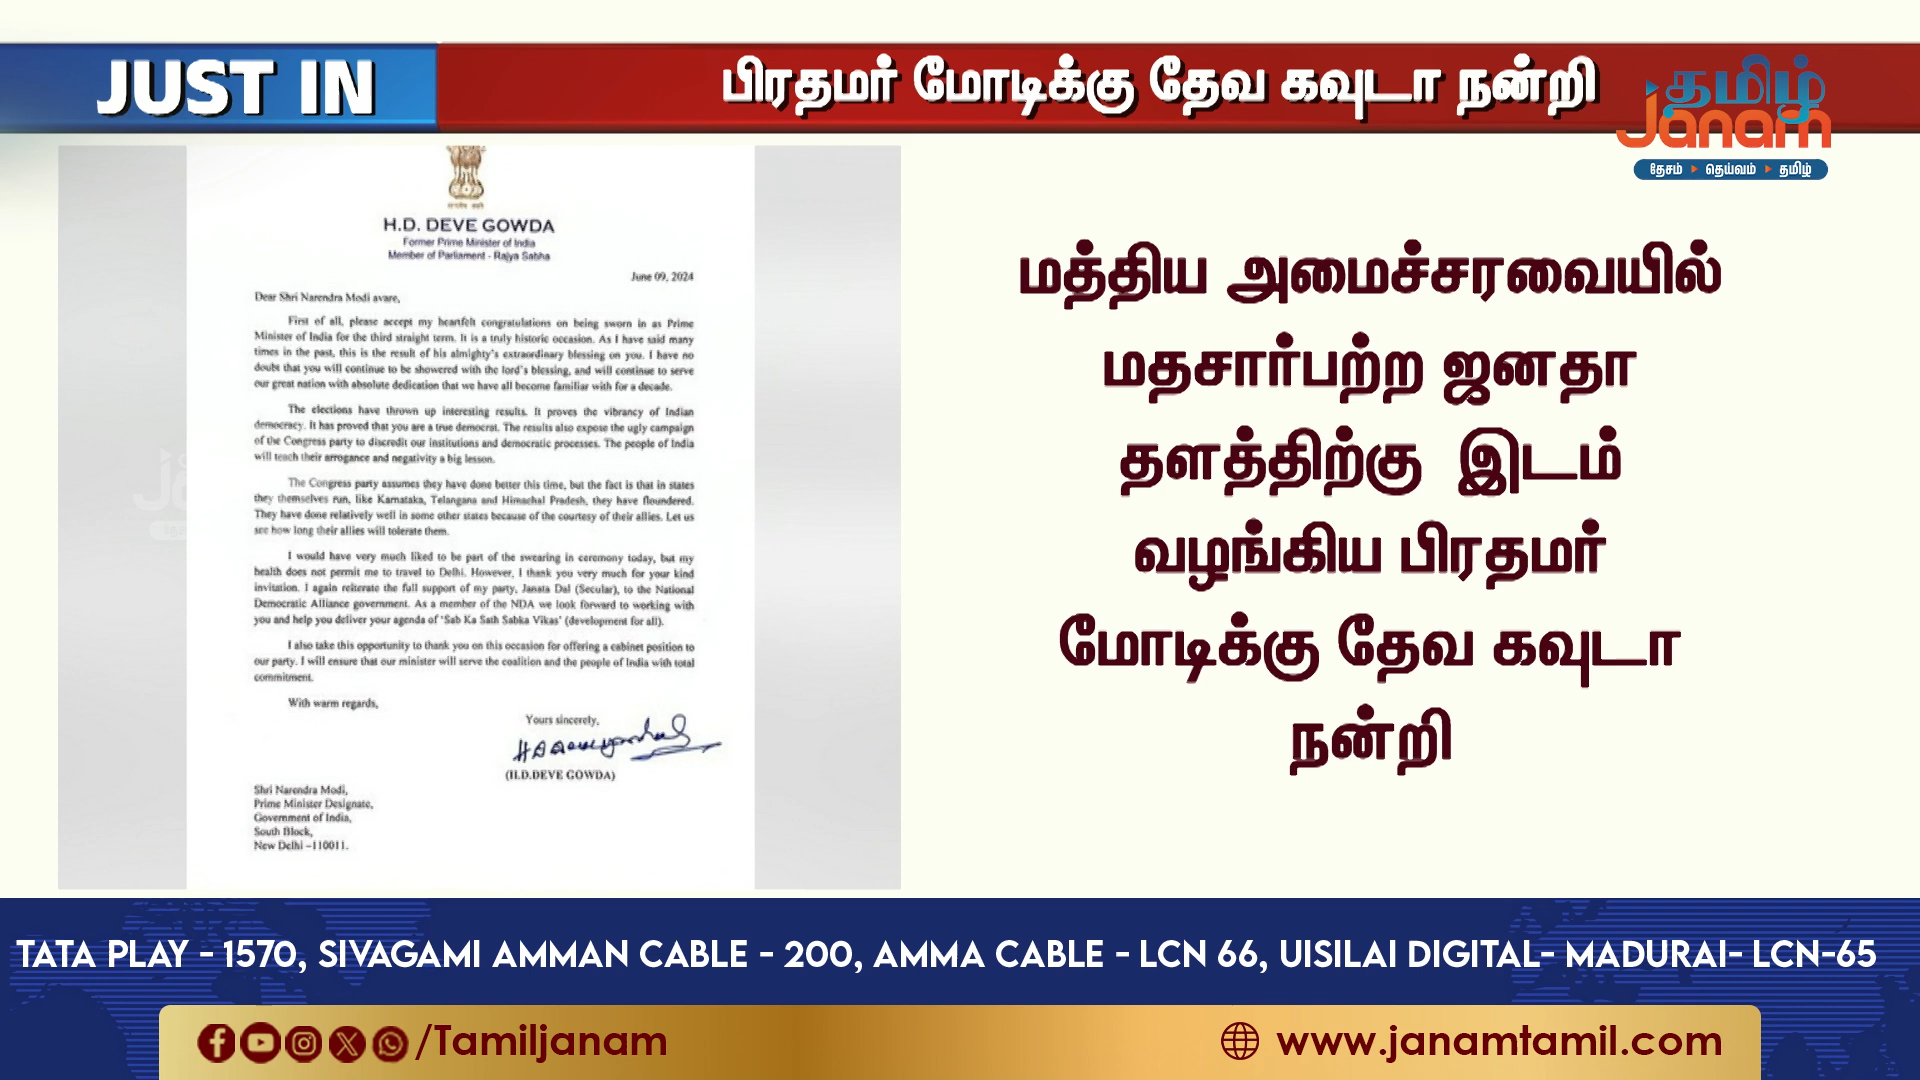 JUST IN
பிரதமர் மோடிக்கு தேவ கவுடா நன்றி
தமிழ்
Janam
தேசம் தெய்வம் தமிழ்
H.D. DEVE GOWDA
Former Prime Minister of India
Member of Parliament - Rajya Sabha
June 09, 2024
Dear Shri Narendra Modi avare,
First of all, please accept my heartfelt congratulations on being sworn in as Prime
Minister of India for the third straight term. It is a truly historic occasion. As I have said many
times in the past, this is the result of his almighty's extraordinary blessing on you. I have no
doubt that you will continue to be showered with the lord's blessing, and will continue to serve
our great nation with absolute dedication that we have all become familiar with for a decade.
The elections have thrown up interesting results. It proves the vibrancy of Indian
democracy. It has proved that you are a true democrat. The results also expose the ugly campaign
of the Congress party to discredit our institutions and democratic processes. The people of India
will teach their arrogance and negativity a big lesson.
The Congress party assumes they have done better this time, but the fact is that in states
they themselves run, like Karnataka, Telangana and Himachal Pradesh, they have floundered.
They have done relatively well in some other states because of the courtesy of their allies. Let us
see how long their allies will tolerate them.
I would have very much liked to be part of the swearing in ceremony today, but my
health does not permit me to travel to Delhi. However, I thank you very much for your kind
invitation. I again reiterate the full support of my party, Janata Dal (Secular), to the National
Democratic Alliance government. As a member of the NDA we look forward to working with
you and help you deliver your agenda of 'Sab Ka Sath Sabka Vikas' (development for all).
I also take this opportunity to thank you on this occasion for offering a cabinet position to
our party. I will ensure that our minister will serve the coalition and the people of India with total
commitment.
With warm regards,
Yours sincerely,
(H.D.DEVE GOWDA)
Shri Narendra Modi,
Prime Minister Designate,
Government of India,
South Block,
New Delhi –110011.
மத்திய அமைச்சரவையில்
மதசார்பற்ற ஜனதா
தளத்திற்கு இடம்
வழங்கிய பிரதமர்
மோடிக்கு தேவ கவுடா
நன்றி
TATA PLAY - 1570, SIVAGAMI AMMAN CABLE - 200, AMMA CABLE - LCN 66, UISILAI DIGITAL- MADURAI- LCN-65
/Tamiljanam
www.janamtamil.com